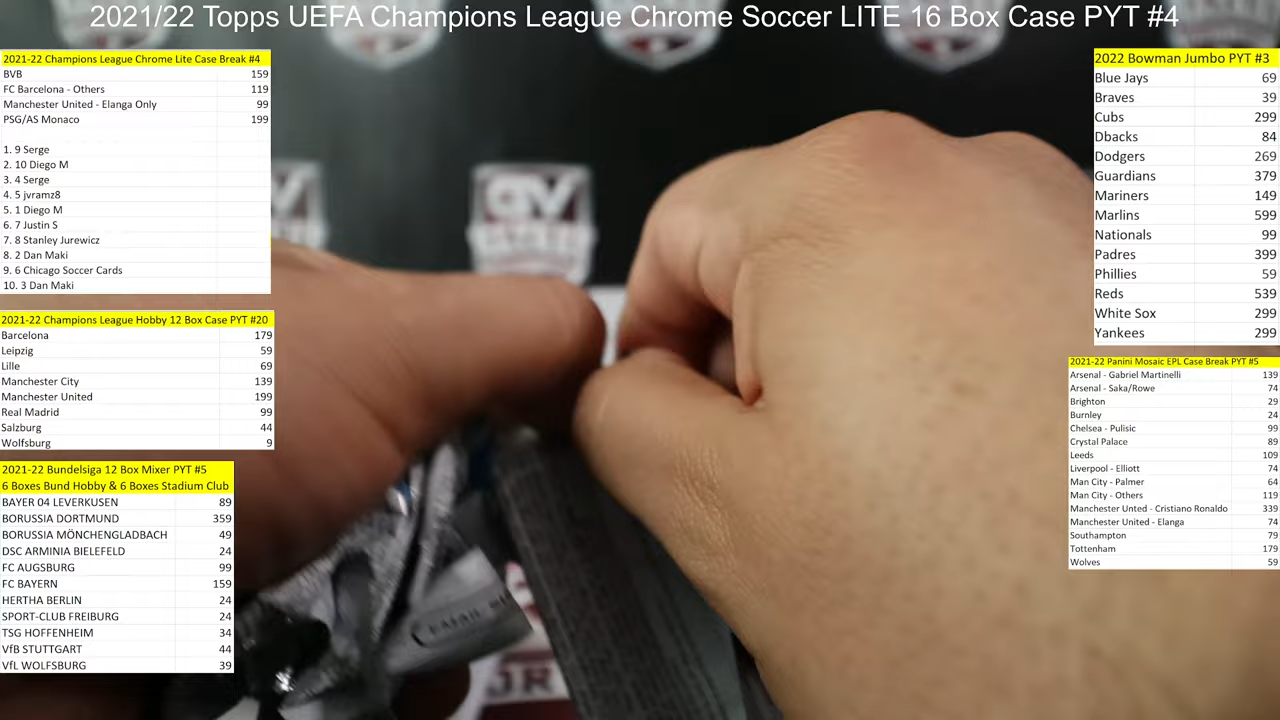 2021/22 Topps UEFA Champions League Chrome Soccer LITE 16 Box Case PYT #4
2021-22 Champions League Chrome Lite Case Break #4
BVB 159
FC Barcelona - Others 119
Manchester United - Elanga Only 99
PSG/AS Monaco 199
1. 9 Serge
2. 10 Diego M
3. 4 Serge
4. 5 jvramz8
5. 1 Diego M
6. 7 Justin S
7. 8 Stanley Jurewicz
8. 2 Dan Maki
9. 6 Chicago Soccer Cards
10. 3 Dan Maki
2021-22 Champions League Hobby 12 Box Case PYT #20
Barcelona 179
Leipzig 59
Lille 69
Manchester City 139
Manchester United 199
Real Madrid 99
Salzburg 44
Wolfsburg 9
2021-22 Bundelsiga 12 Box Mixer PYT #5
6 Boxes Bund Hobby & 6 Boxes Stadium Club
BAYER 04 LEVERKUSEN 89
BORUSSIA DORTMUND 359
BORUSSIA MÖNCHENGLADBACH 49
DSC ARMINIA BIELEFELD 24
FC AUGSBURG 99
FC BAYERN 159
HERTHA BERLIN 24
SPORT-CLUB FREIBURG 24
TSG HOFFENHEIM 34
VfB STUTTGART 44
VfL WOLFSBURG 39
2022 Bowman Jumbo PYT #3
Blue Jays 69
Braves 39
Cubs 299
Dbacks 84
Dodgers 269
Guardians 379
Mariners 149
Marlins 599
Nationals 99
Padres 399
Phillies 59
Reds 539
White Sox 299
Yankees 299
2021-22 Panini Mosaic EPL Case Break PYT #5
Arsenal - Gabriel Martinelli 139
Arsenal - Saka/Rowe 74
Brighton 29
Burnley 24
Chelsea - Pulisic 99
Crystal Palace 89
Leeds 109
Liverpool - Elliott 74
Man City - Palmer 64
Man City - Others 119
Manchester Unted - Cristiano Ronaldo 339
Manchester United - Elanga 74
Southampton 79
Tottenham 179
Wolves 59
GV